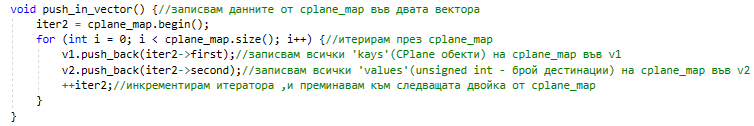 void push_in_vector() {//записвам данните от cplane_map във двата вектора
iter2 = cplane_map.begin();
for (int i = 0; i < cplane_map.size(); i++) {//итерирам през cplane_map
v1.push_back(iter2->first);//записвам всички 'kays'(CPlane обекти) на cplane_map във v1
v2.push_back(iter2->second);//записвам всички 'values'(unsigned int - брой дестинации) на cplane_map във v2
++iter2;//инкрементирам итератора ,и преминавам към следващата двойка от cplane_map
}
}